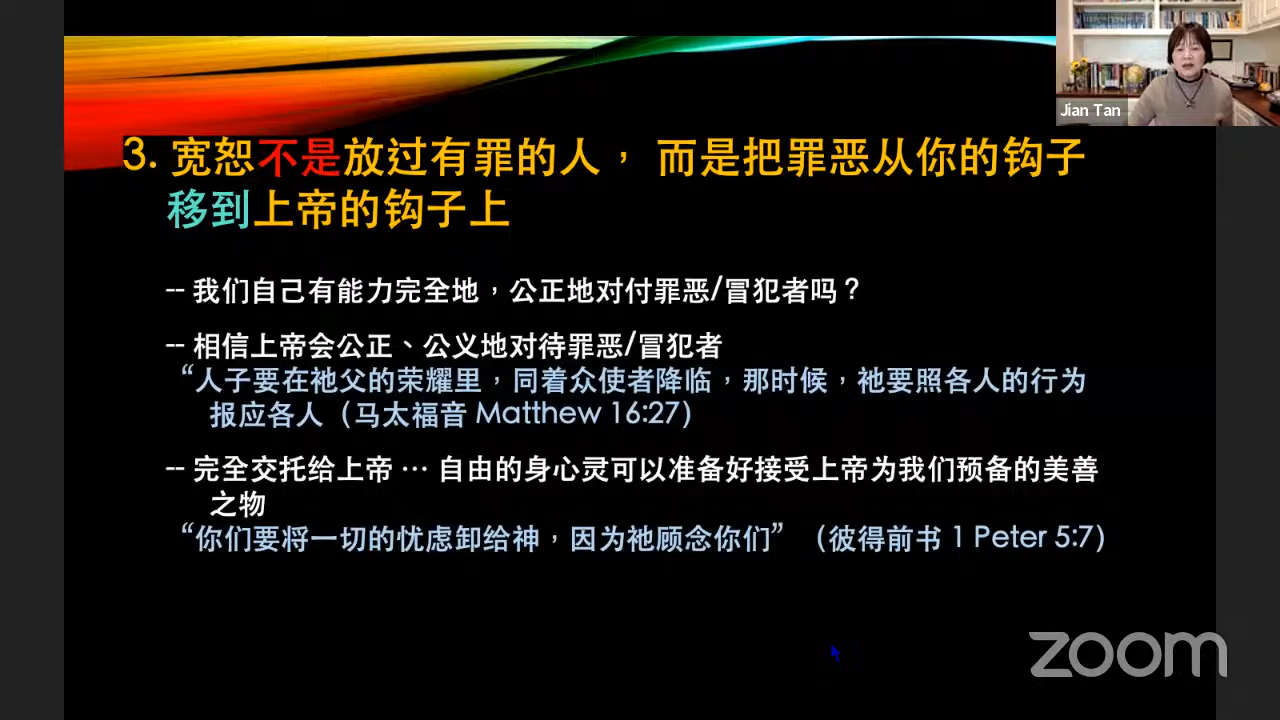 Jian Tan
3. 宽恕不是放过有罪的人，而是把罪恶从你的钩子
移到上帝的钩子上
-- 我们自己有能力完全地，公正地对付罪恶/冒犯者吗？
-- 相信上帝会公正、公义地对待罪恶/冒犯者
“人子要在祂父的荣耀里，同着众使者降临，那时候，祂要照各人的行为
报应各人（马太福音 Matthew 16:27)
-- 完全交托给上帝 … 自由的身心灵可以准备好接受上帝为我们预备的美善
之物
“你们要将一切的忧虑卸给神，因为祂顾念你们” （彼得前书 1 Peter 5:7)
zoom